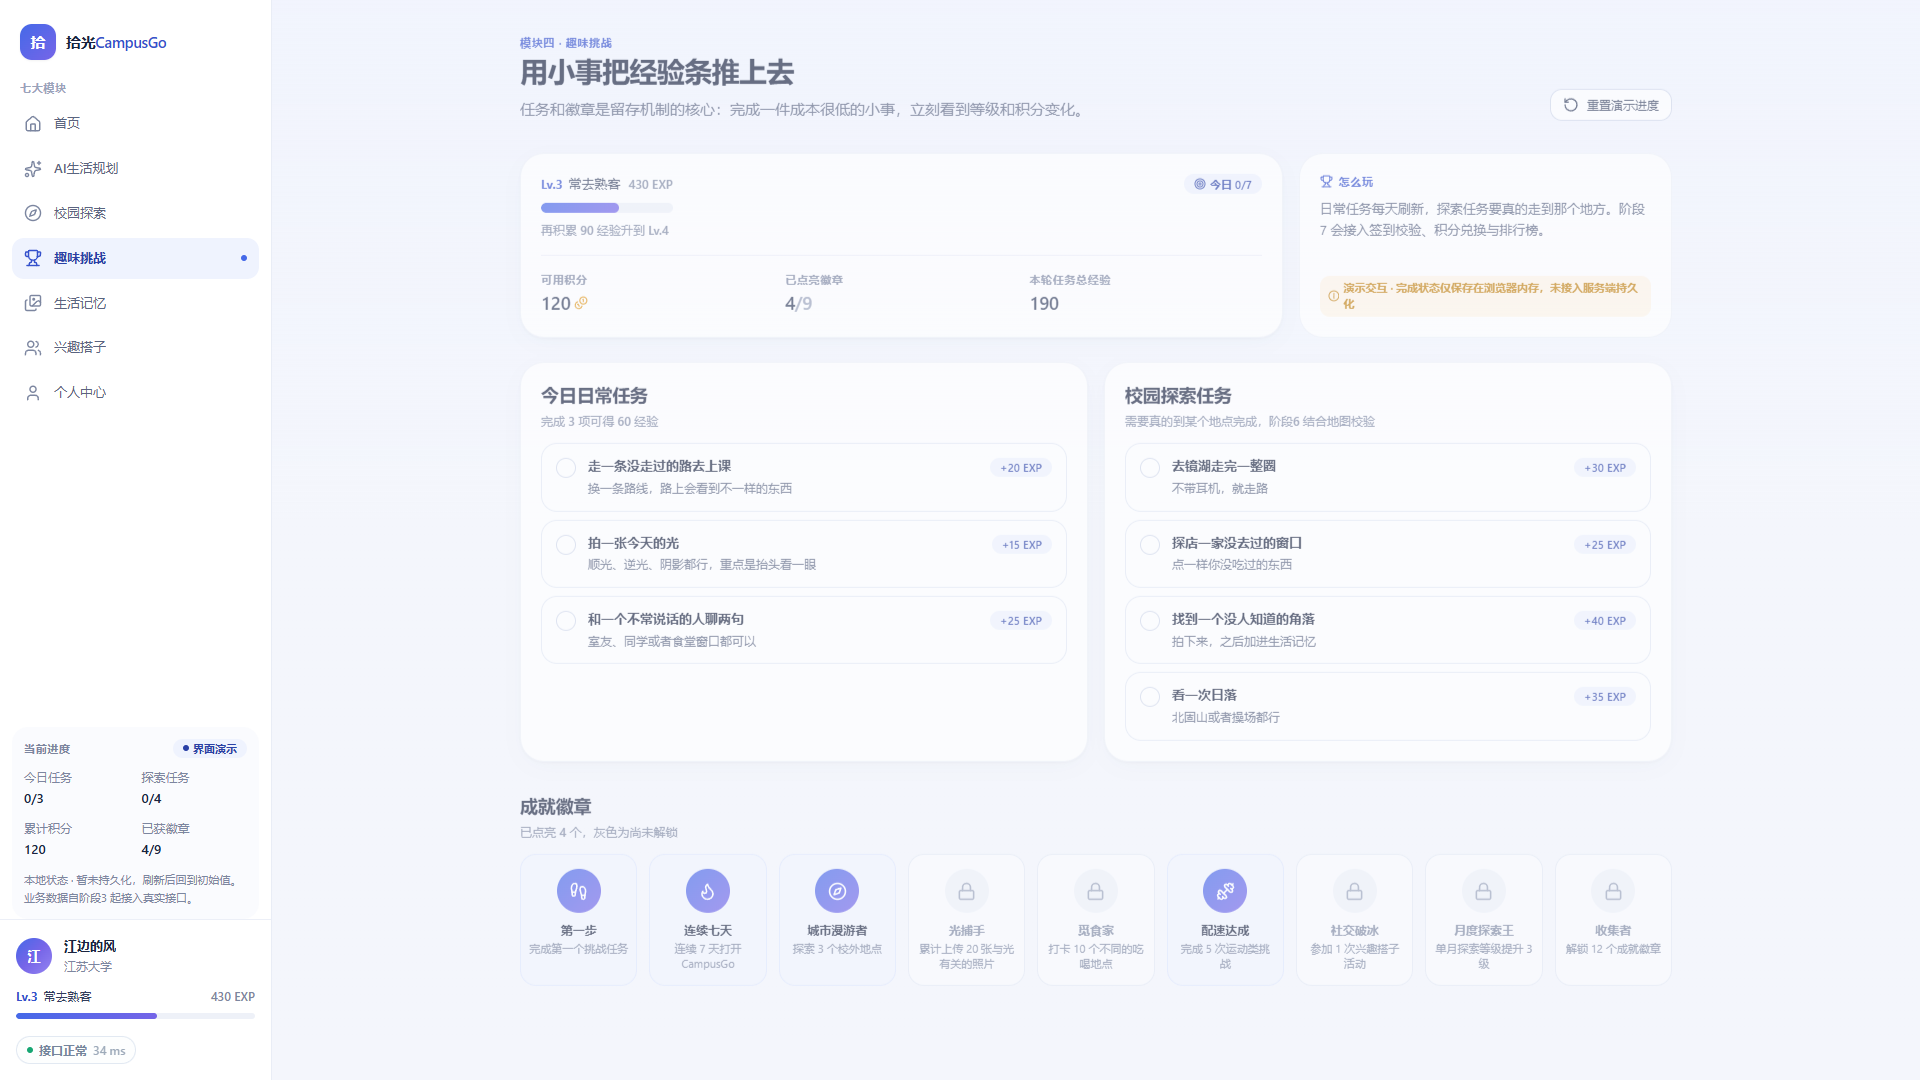 拾 拾光CampusGo
七大模块
首页
AI生活规划
校园探索
趣味挑战
生活记忆
兴趣搭子
个人中心
当前进度 界面演示
今日任务 探索任务
0/3 0/4
累计积分 已获徽章
120 4/9
本地状态 · 暂未持久化，刷新后回到初始值。
业务数据自阶段3 起接入真实接口。
江 江边的风
江苏大学
Lv.3 常去熟客 430 EXP
接口正常 34 ms
模块四 · 趣味挑战
用小事把经验条推上去
任务和徽章是留存机制的核心：完成一件成本很低的小事，立刻看到等级和积分变化。
重置演示进度
Lv.3 常去熟客 430 EXP 今日 0/7
再积累 90 经验升到 Lv.4
可用积分 已点亮徽章 本轮任务总经验
120 4/9 190
怎么玩
日常任务每天刷新，探索任务要真的走到那个地方。阶段
7 会接入签到校验、积分兑换与排行榜。
演示交互 · 完成状态仅保存在浏览器内存，未接入服务端持久
化
今日日常任务
完成 3 项可得 60 经验
走一条没走过的路去上课 +20 EXP
换一条路线，路上会看到不一样的东西
拍一张今天的光 +15 EXP
顺光、逆光、阴影都行，重点是抬头看一眼
和一个不常说话的人聊两句 +25 EXP
室友、同学或者食堂窗口都可以
校园探索任务
需要真的到某个地点完成，阶段6 结合地图校验
去镜湖走完一整圈 +30 EXP
不带耳机，就走路
探店一家没去过的窗口 +25 EXP
点一样你没吃过的东西
找到一个没人知道的角落 +40 EXP
拍下来，之后加进生活记忆
看一次日落 +35 EXP
北固山或者操场都行
成就徽章
已点亮 4 个，灰色为尚未解锁
第一步
完成第一个挑战任务
连续七天
连续 7 天打开
CampusGo
城市漫游者
探索 3 个校外地点
光捕手
累计上传 20 张与光
有关的照片
觅食家
打卡 10 个不同的吃
喝地点
配速达成
完成 5 次运动类挑
战
社交破冰
参加 1 次兴趣搭子
活动
月度探索王
单月探索等级提升 3
级
收集者
解锁 12 个成就徽章